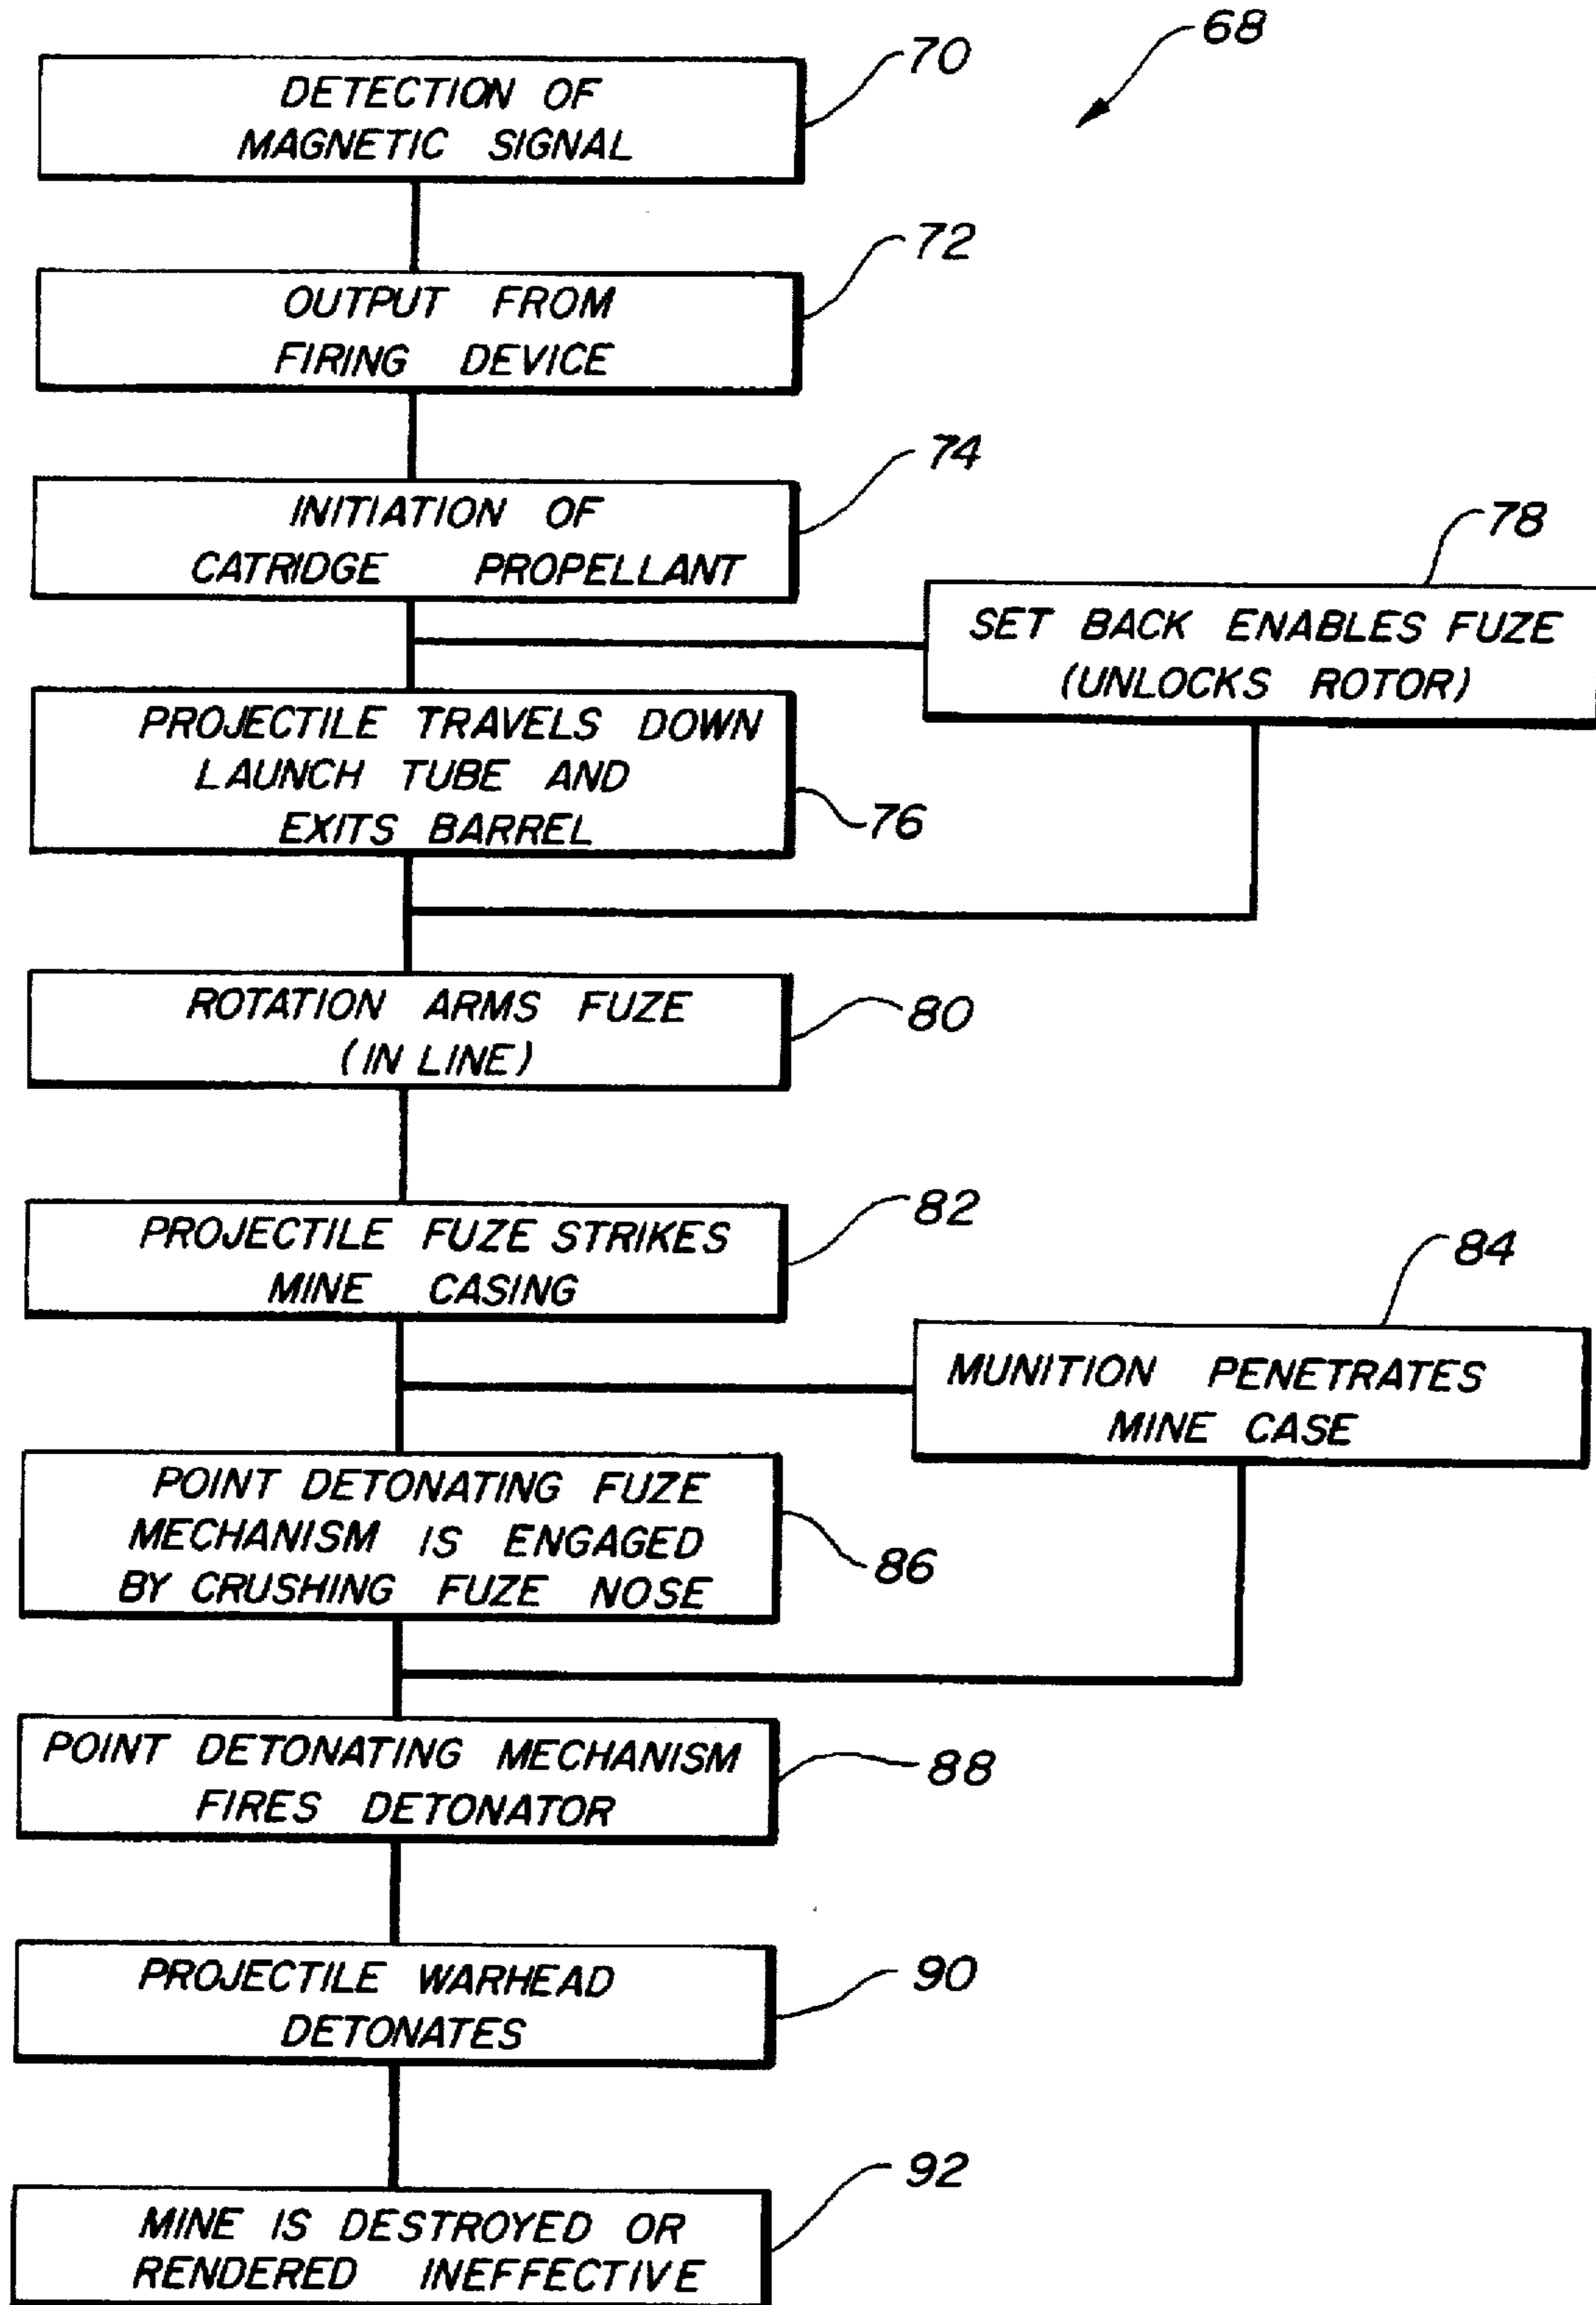 68
DETECTION OF
MAGNETIC SIGNAL
70
OUTPUT FROM
FIRING DEVICE
72
INITIATION OF
CATRIDGE PROPELLANT
74
SET BACK ENABLES FUZE
(UNLOCKS ROTOR)
78
PROJECTILE TRAVELS DOWN
LAUNCH TUBE AND
EXITS BARREL
76
ROTATION ARMS FUZE
(IN LINE)
80
PROJECTILE FUZE STRIKES
MINE CASING
82
MUNITION PENETRATES
MINE CASE
84
POINT DETONATING FUZE
MECHANISM IS ENGAGED
BY CRUSHING FUZE NOSE
86
POINT DETONATING MECHANISM
FIRES DETONATOR
88
PROJECTILE WARHEAD
DETONATES
90
MINE IS DESTROYED OR
RENDERED INEFFECTIVE
92